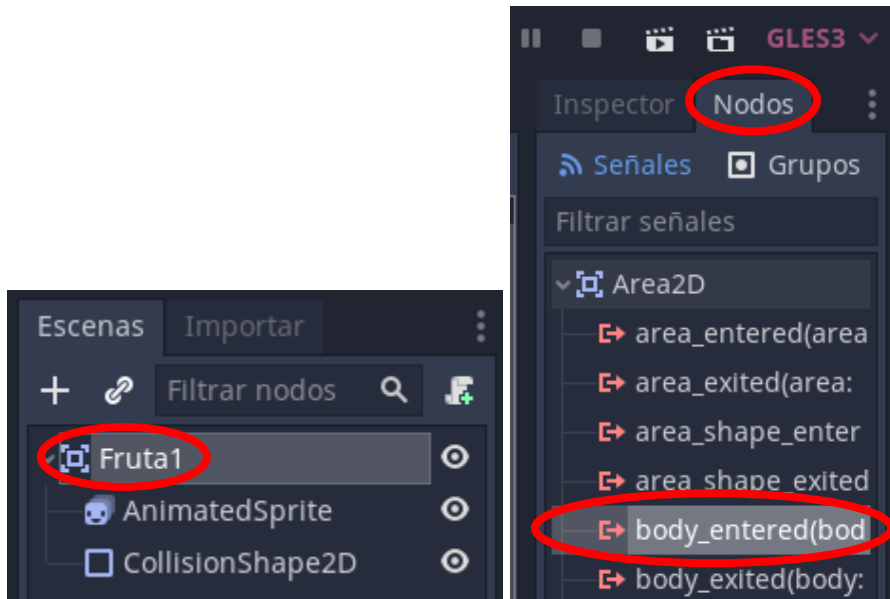 Escenas Importar
Filtrar nodos
Fruta1
AnimatedSprite
CollisionShape2D
GLES3
Inspector Nodos
Señales Grupos
Filtrar señales
Area2D
area_entered(area
area_exited(area:
area_shape_enter
area_shape_exited
body_entered(bod
body_exited(body: